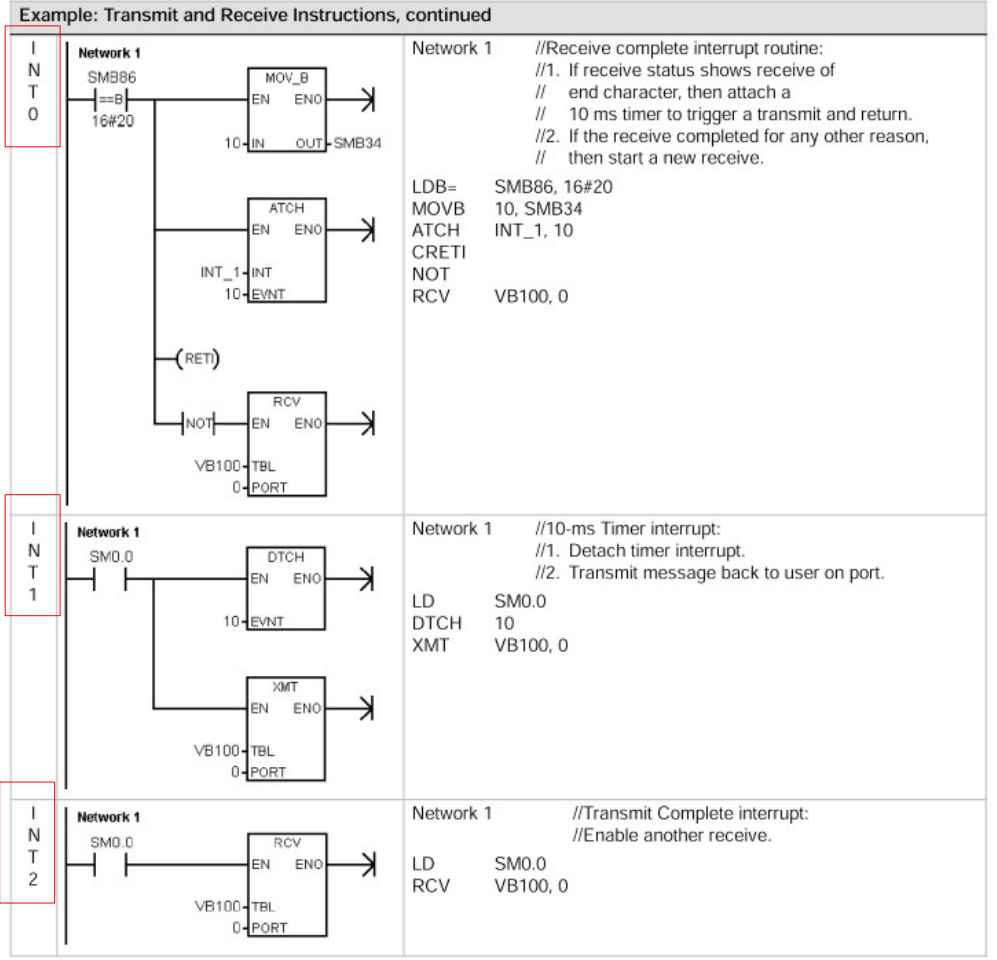 Example: Transmit and Receive Instructions, continued
I
N
T
0
Network 1
SMB86
==B
16#20
MOV_B
EN ENO
10 IN OUT SMB34
ATCH
EN ENO
INT_1 INT
10 EVNT
(RETI)
NOT
RCV
EN ENO
VB100 TBL
0 PORT
Network 1 //Receive complete interrupt routine:
//1. If receive status shows receive of
// end character, then attach a
// 10 ms timer to trigger a transmit and return.
//2. If the receive completed for any other reason,
// then start a new receive.
LDB= SMB86, 16#20
MOVB 10, SMB34
ATCH INT_1, 10
CRETI
NOT
RCV VB100, 0
I
N
T
1
Network 1
SM0.0
DTCH
EN ENO
10 EVNT
XMT
EN ENO
VB100 TBL
0 PORT
Network 1 //10-ms Timer interrupt:
//1. Detach timer interrupt.
//2. Transmit message back to user on port.
LD SM0.0
DTCH 10
XMT VB100, 0
I
N
T
2
Network 1
SM0.0
RCV
EN ENO
VB100 TBL
0 PORT
Network 1 //Transmit Complete interrupt:
//Enable another receive.
LD SM0.0
RCV VB100, 0